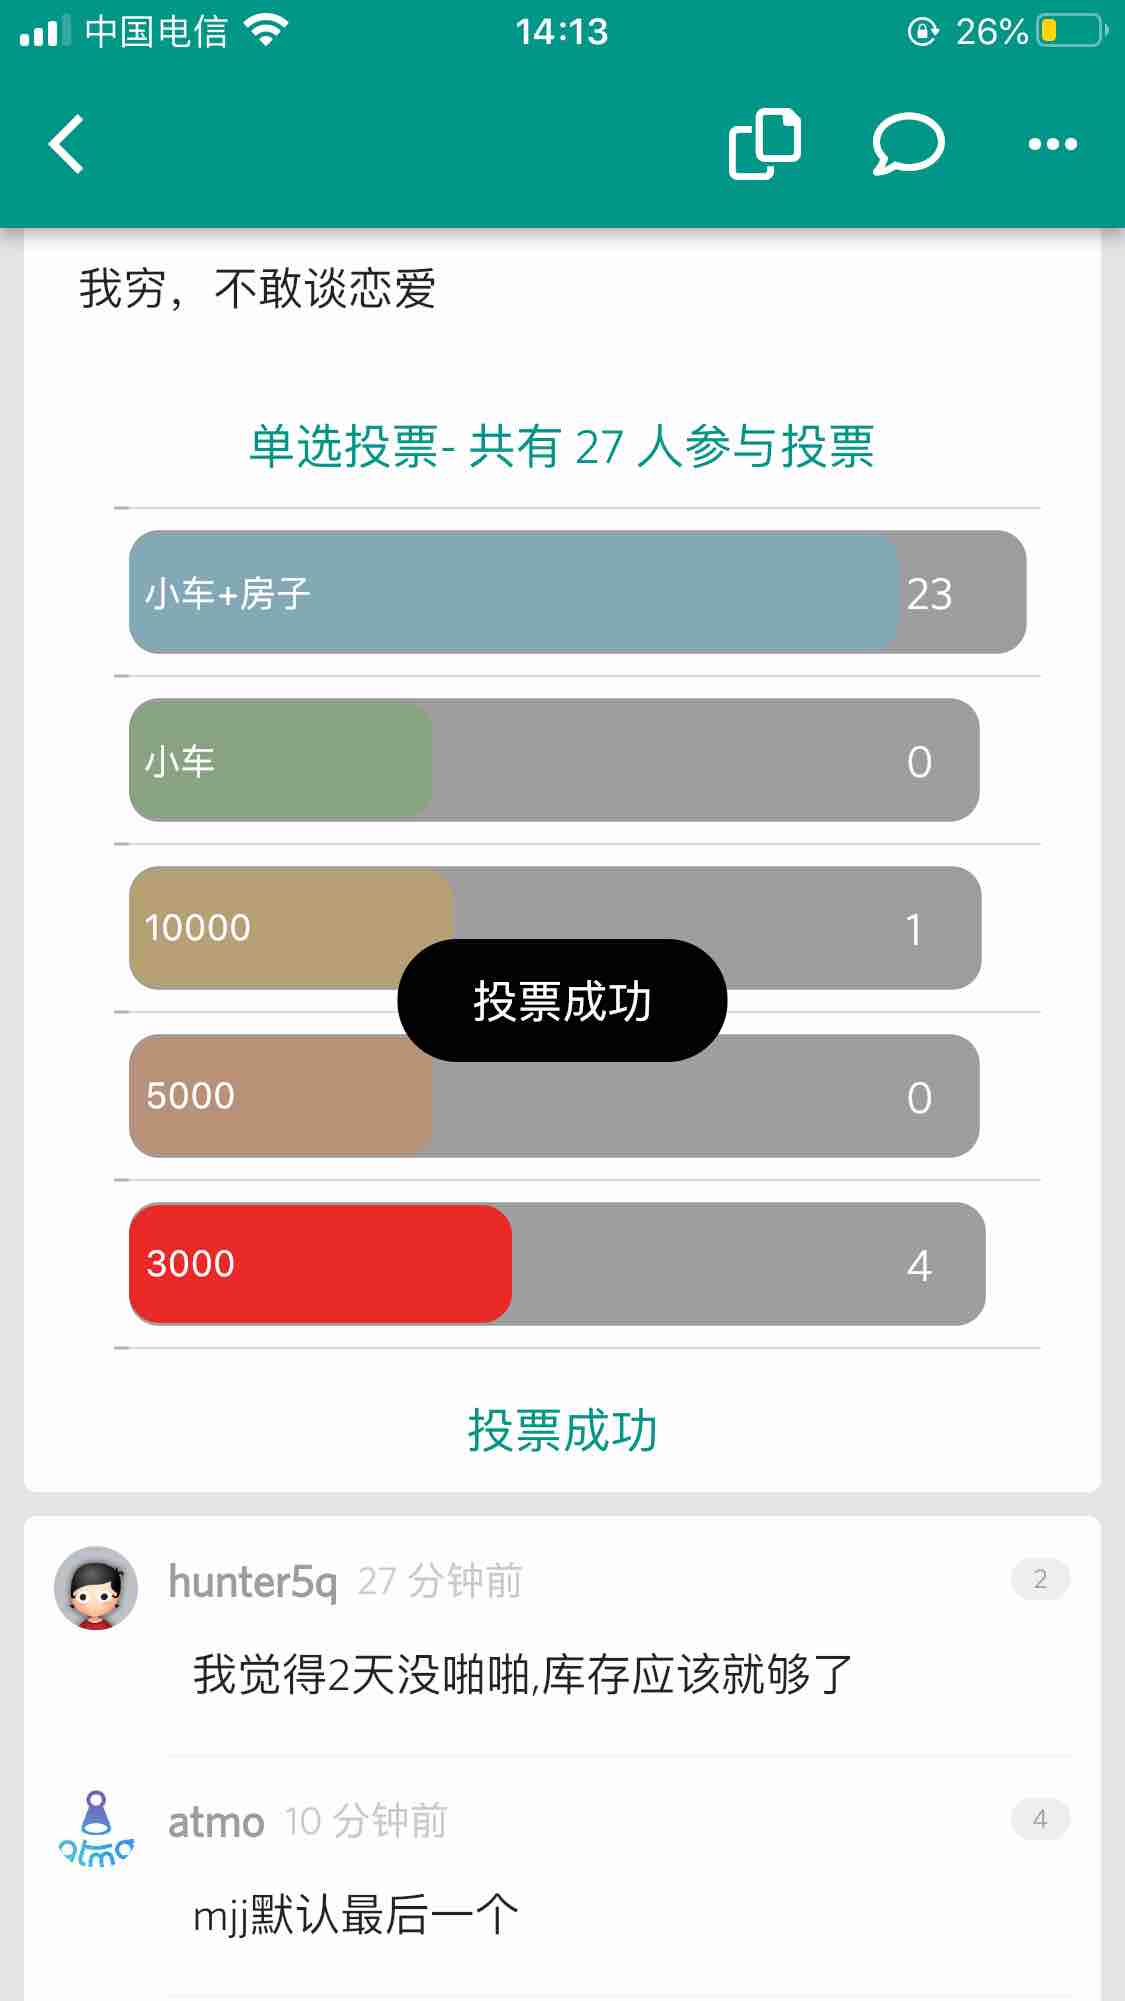 中国电信 14:13 26%
我穷，不敢谈恋爱
单选投票- 共有 27 人参与投票
小车+房子 23
小车 0
10000 1
投票成功
5000 0
3000 4
投票成功
hunter5q 27 分钟前 2
我觉得2天没啪啪,库存应该就够了
atmo 10 分钟前 4
atmo
mjj默认最后一个